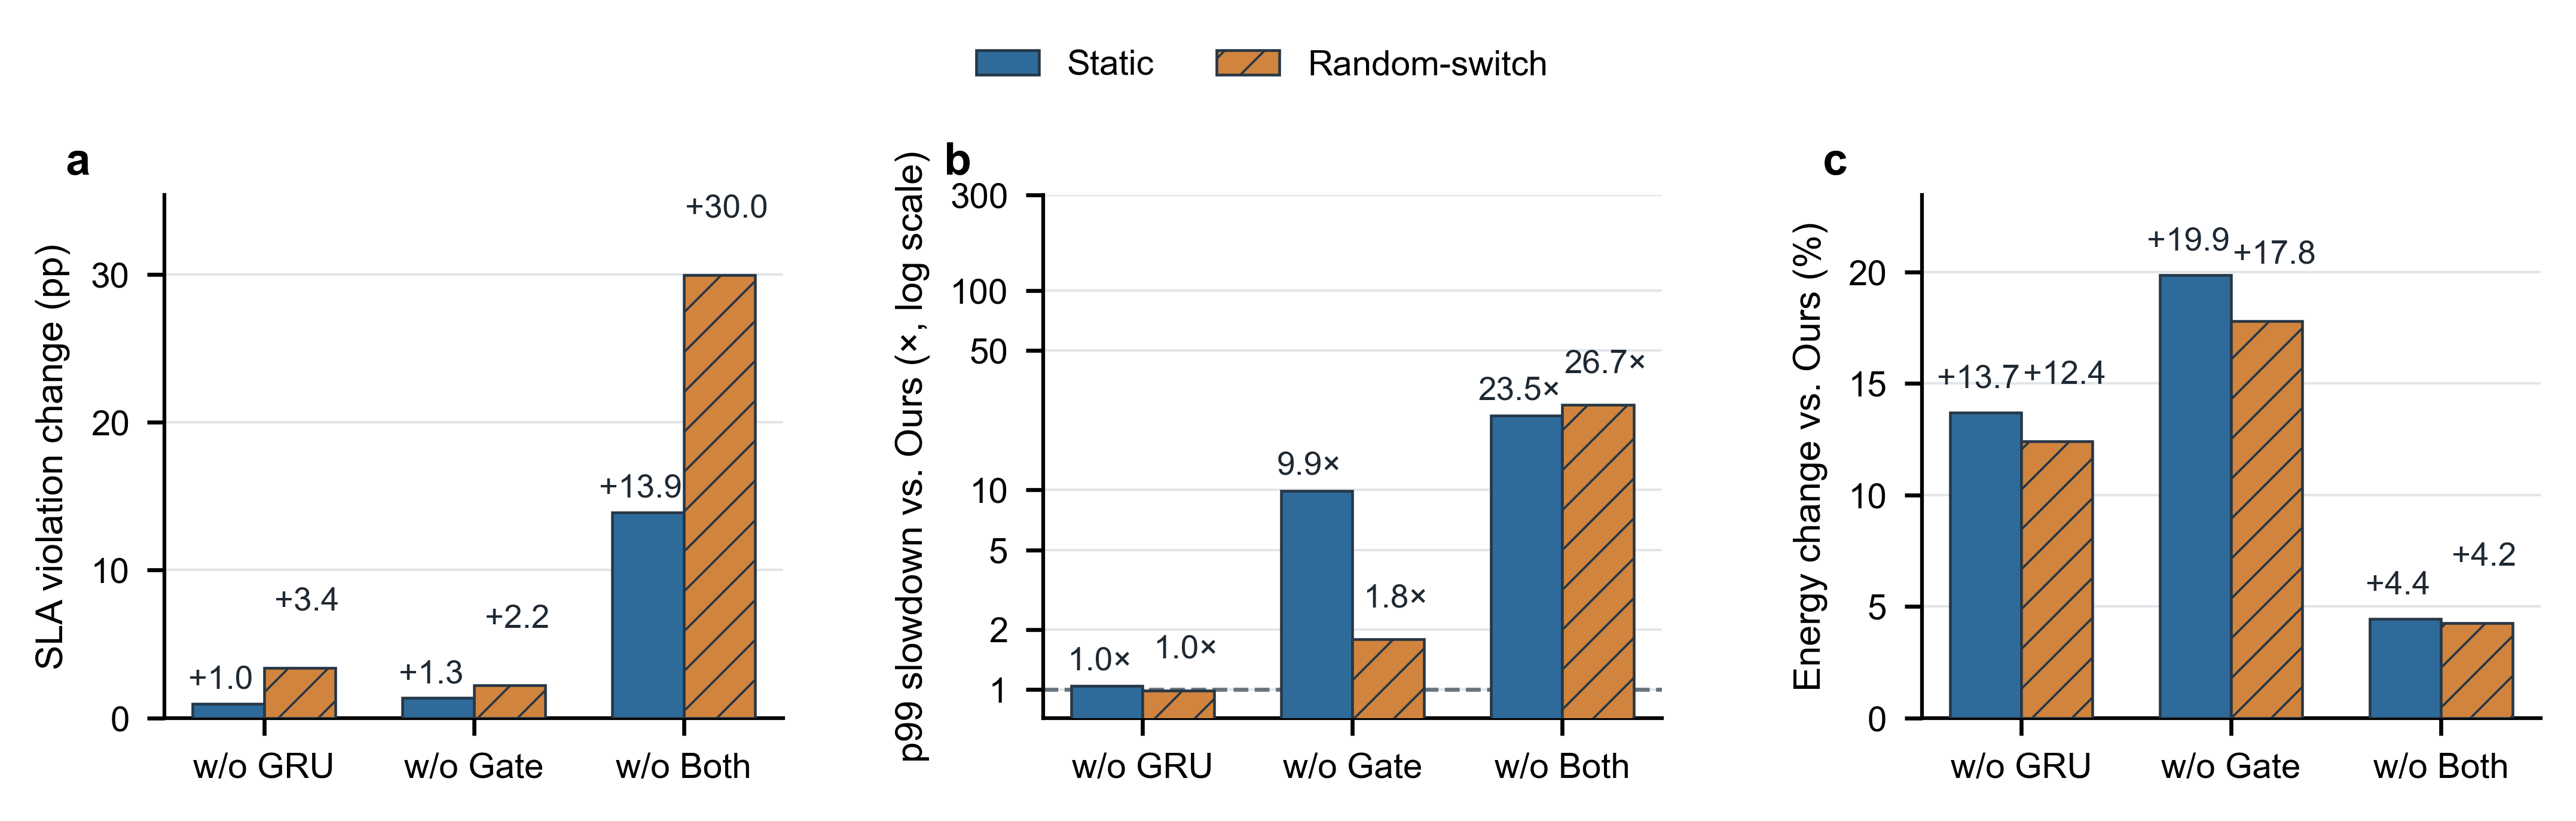 Static
Random-switch
a
SLA violation change (pp)
30
20
10
0
+1.0
+3.4
+1.3
+2.2
+13.9
+30.0
w/o GRU
w/o Gate
w/o Both
b
p99 slowdown vs. Ours (×, log scale)
300
100
50
10
5
2
1
1.0×
1.0×
9.9×
1.8×
23.5×
26.7×
w/o GRU
w/o Gate
w/o Both
c
Energy change vs. Ours (%)
20
15
10
5
0
+13.7
+12.4
+19.9
+17.8
+4.4
+4.2
w/o GRU
w/o Gate
w/o Both